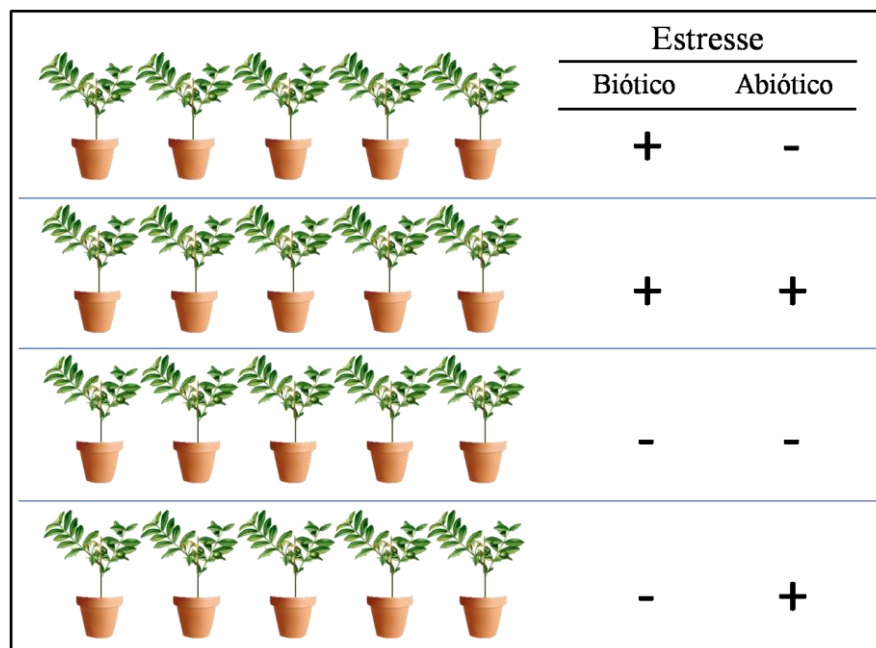 Estresse
Biótico Abiótico
+ -
+ +
- -
- +